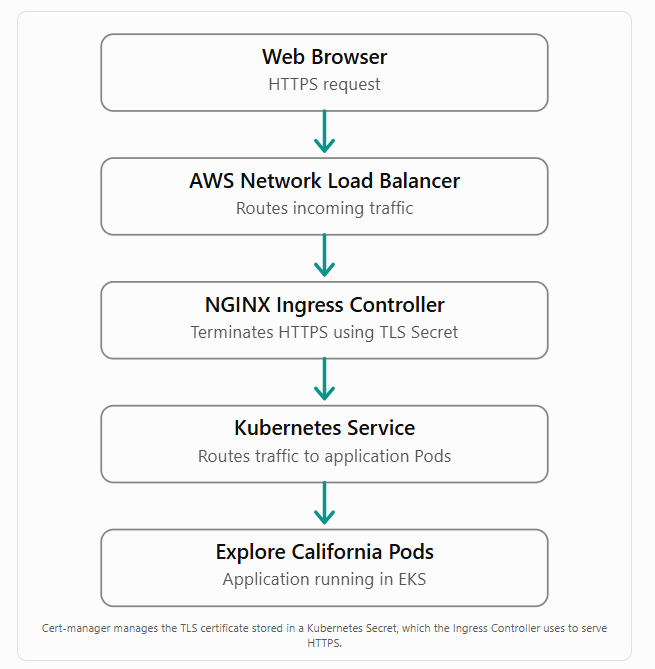 Web Browser
HTTPS request
AWS Network Load Balancer
Routes incoming traffic
NGINX Ingress Controller
Terminates HTTPS using TLS Secret
Kubernetes Service
Routes traffic to application Pods
Explore California Pods
Application running in EKS
Cert-manager manages the TLS certificate stored in a Kubernetes Secret, which the Ingress Controller uses to serve
HTTPS.